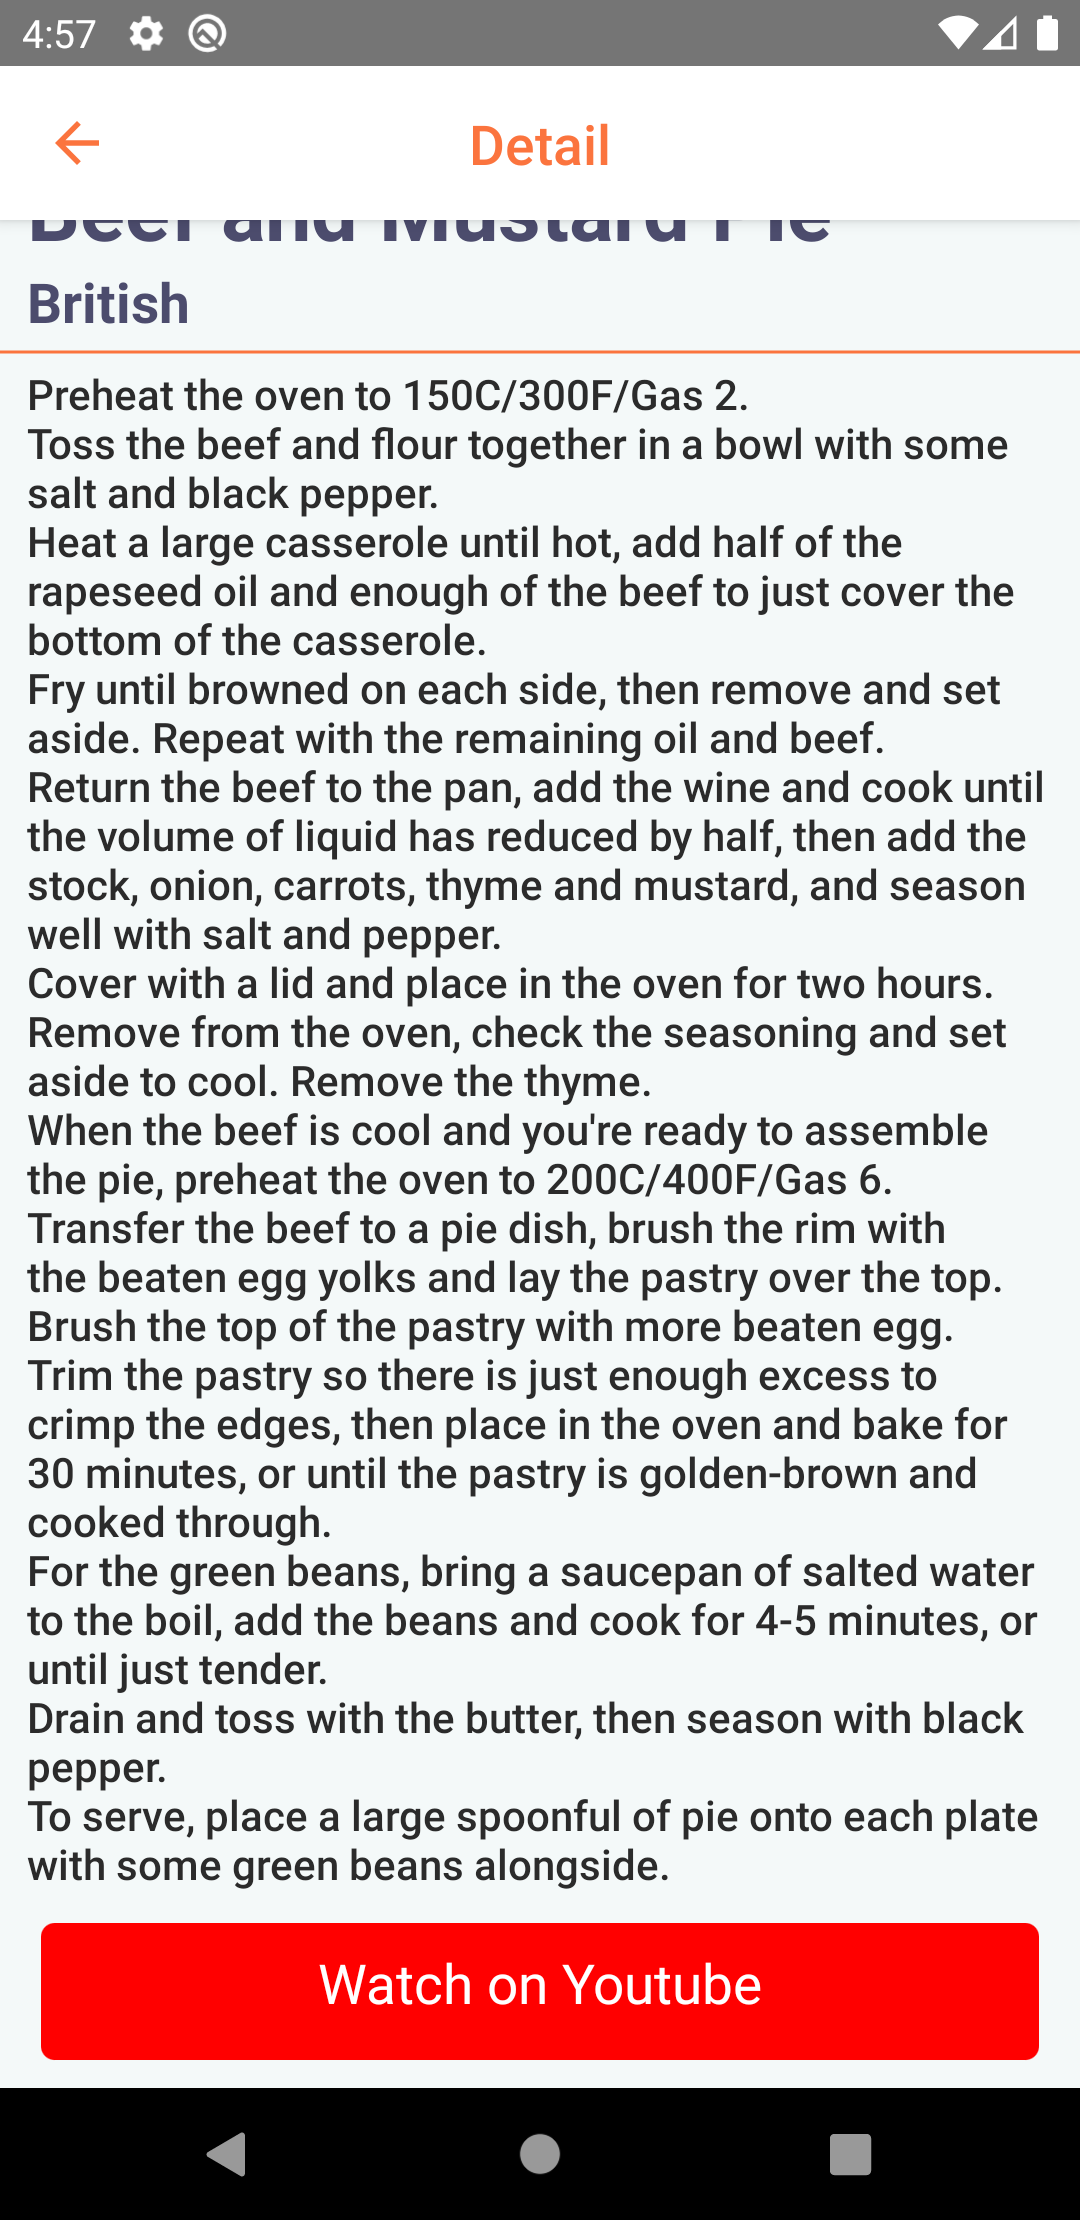 4:57
Detail
Beef and Mustard Pie
British
Preheat the oven to 150C/300F/Gas 2.
Toss the beef and flour together in a bowl with some
salt and black pepper.
Heat a large casserole until hot, add half of the
rapeseed oil and enough of the beef to just cover the
bottom of the casserole.
Fry until browned on each side, then remove and set
aside. Repeat with the remaining oil and beef.
Return the beef to the pan, add the wine and cook until
the volume of liquid has reduced by half, then add the
stock, onion, carrots, thyme and mustard, and season
well with salt and pepper.
Cover with a lid and place in the oven for two hours.
Remove from the oven, check the seasoning and set
aside to cool. Remove the thyme.
When the beef is cool and you're ready to assemble
the pie, preheat the oven to 200C/400F/Gas 6.
Transfer the beef to a pie dish, brush the rim with
the beaten egg yolks and lay the pastry over the top.
Brush the top of the pastry with more beaten egg.
Trim the pastry so there is just enough excess to
crimp the edges, then place in the oven and bake for
30 minutes, or until the pastry is golden-brown and
cooked through.
For the green beans, bring a saucepan of salted water
to the boil, add the beans and cook for 4-5 minutes, or
until just tender.
Drain and toss with the butter, then season with black
pepper.
To serve, place a large spoonful of pie onto each plate
with some green beans alongside.
Watch on Youtube